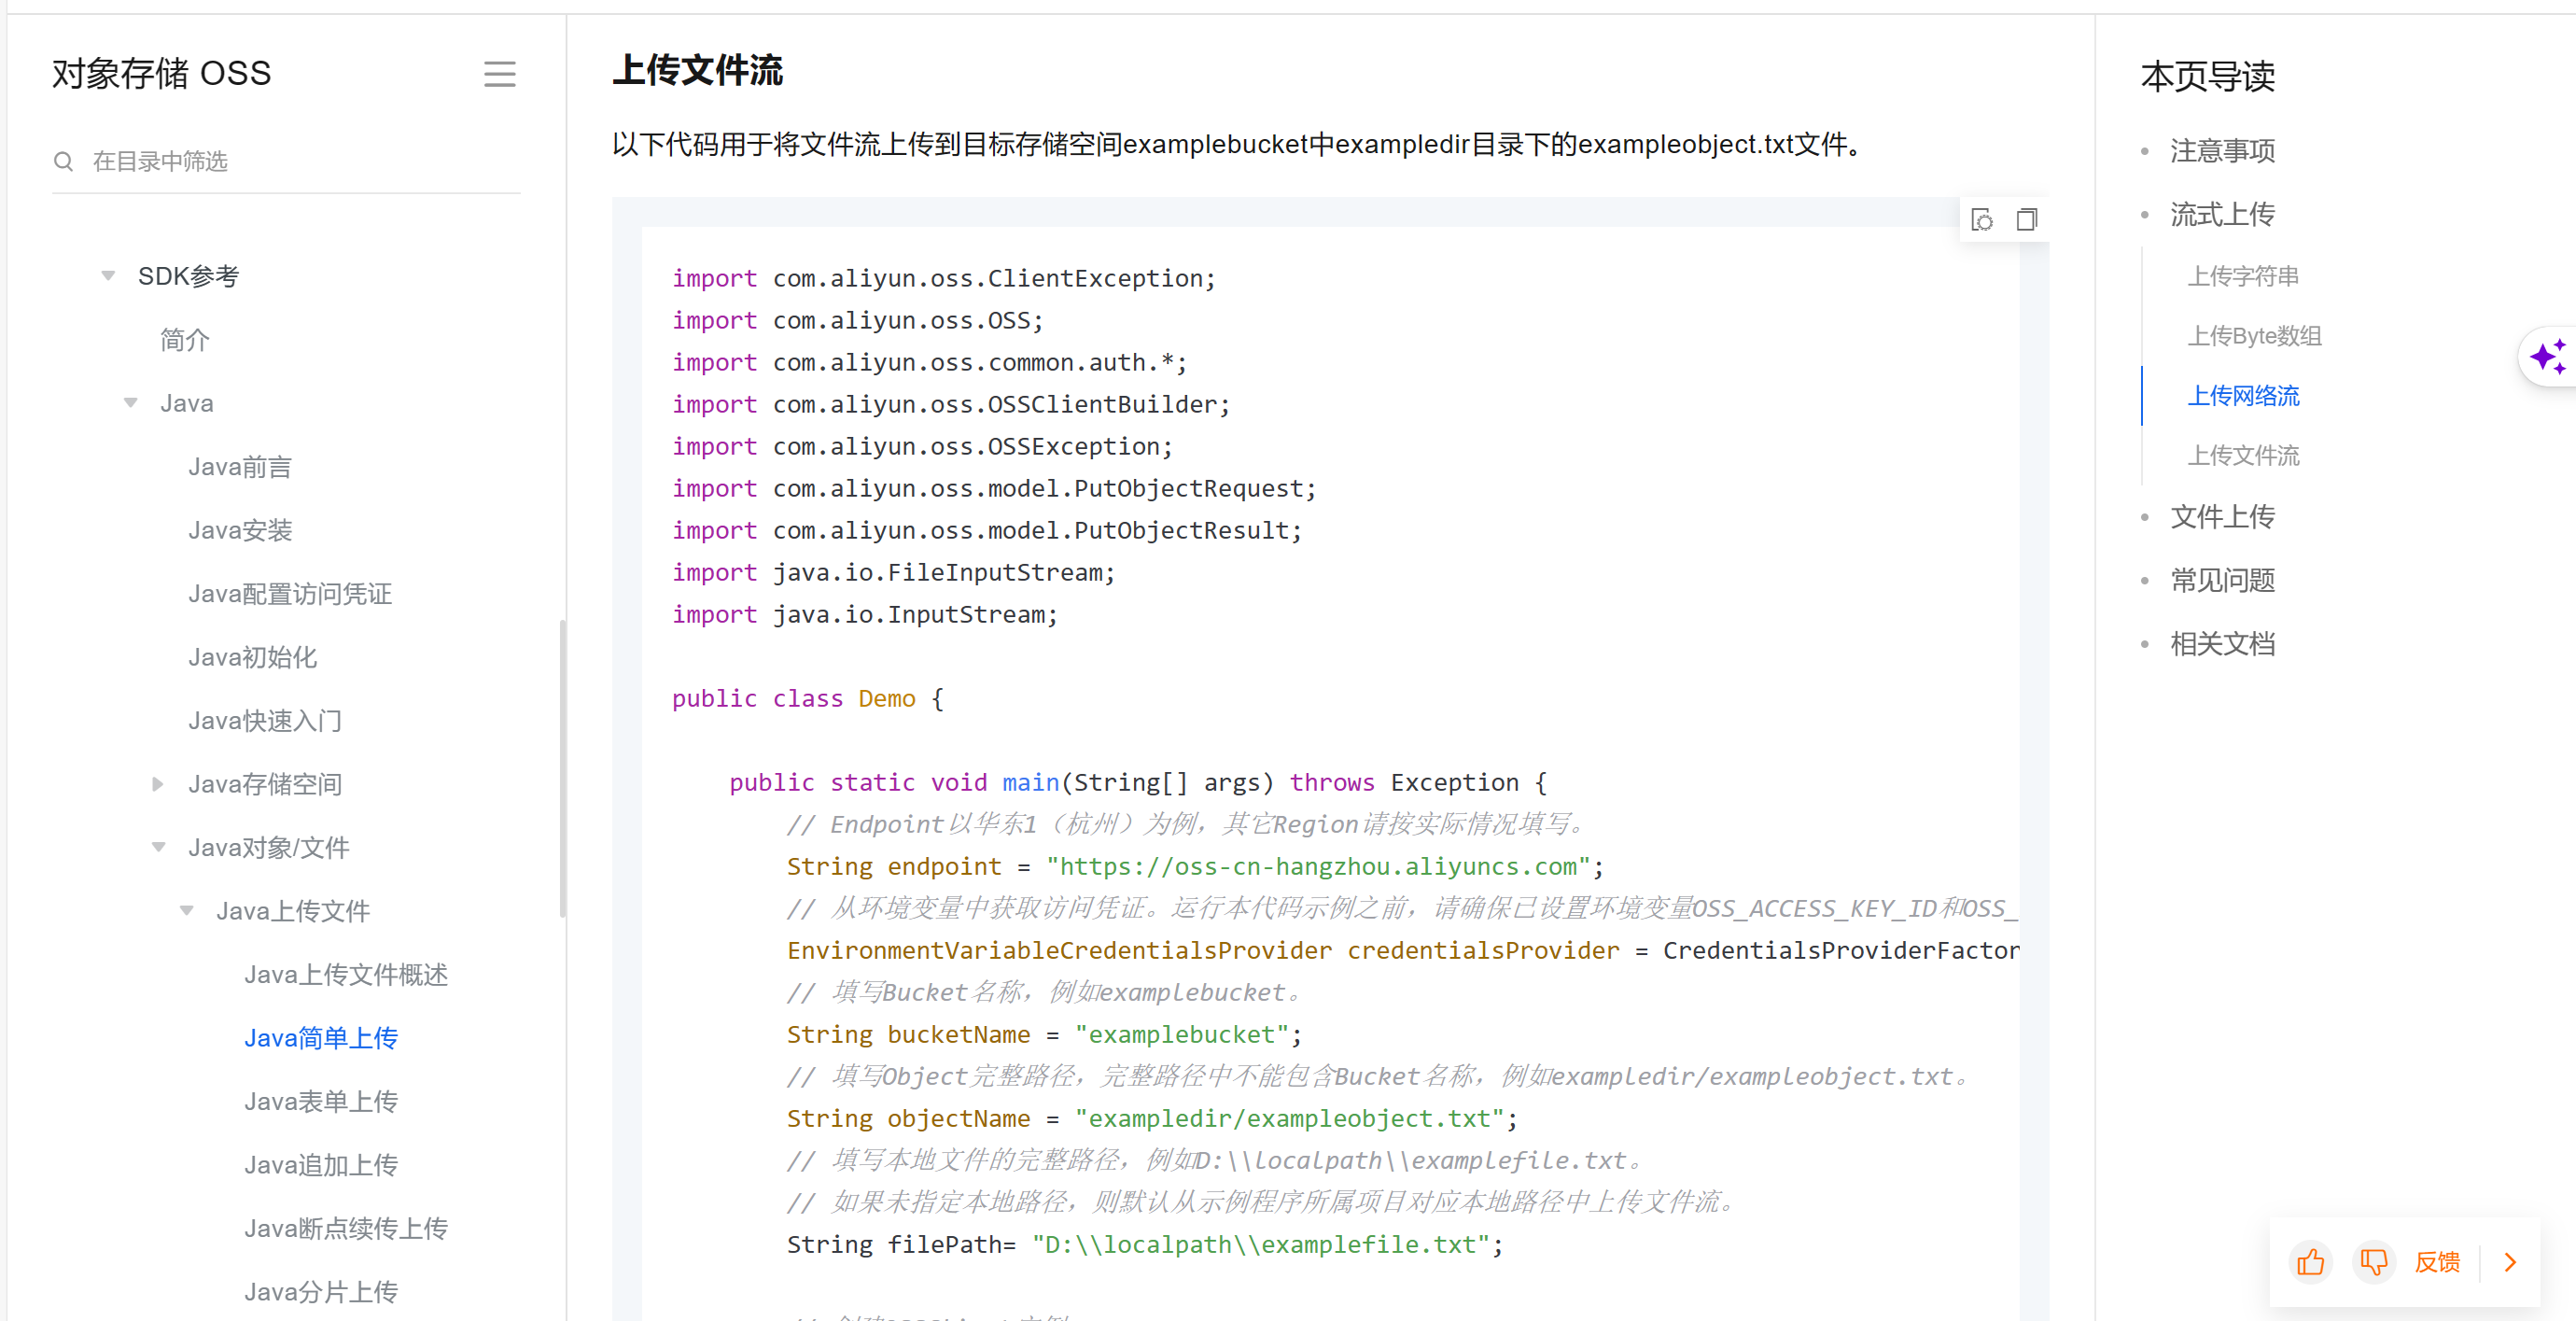 对象存储 OSS
在目录中筛选
SDK参考
简介
Java
Java前言
Java安装
Java配置访问凭证
Java初始化
Java快速入门
Java存储空间
Java对象/文件
Java上传文件
Java上传文件概述
Java简单上传
Java表单上传
Java追加上传
Java断点续传上传
Java分片上传
上传文件流
以下代码用于将文件流上传到目标存储空间examplebucket中exampledir目录下的exampleobject.txt文件。
import com.aliyun.oss.ClientException;
import com.aliyun.oss.OSS;
import com.aliyun.oss.common.auth.*;
import com.aliyun.oss.OSSClientBuilder;
import com.aliyun.oss.OSSException;
import com.aliyun.oss.model.PutObjectRequest;
import com.aliyun.oss.model.PutObjectResult;
import java.io.FileInputStream;
import java.io.InputStream;
public class Demo {
public static void main(String[] args) throws Exception {
// Endpoint以华东1（杭州）为例，其它Region请按实际情况填写。
String endpoint = "https://oss-cn-hangzhou.aliyuncs.com";
// 从环境变量中获取访问凭证。运行本代码示例之前，请确保已设置环境变量OSS_ACCESS_KEY_ID和OSS_
EnvironmentVariableCredentialsProvider credentialsProvider = CredentialsProviderFactor
// 填写Bucket名称，例如examplebucket。
String bucketName = "examplebucket";
// 填写Object完整路径，完整路径中不能包含Bucket名称，例如exampledir/exampleobject.txt。
String objectName = "exampledir/exampleobject.txt";
// 填写本地文件的完整路径，例如D:\\localpath\\examplefile.txt。
// 如果未指定本地路径，则默认从示例程序所属项目对应本地路径中上传文件流。
String filePath= "D:\\localpath\\examplefile.txt";
本页导读
注意事项
流式上传
上传字符串
上传Byte数组
上传网络流
上传文件流
文件上传
常见问题
相关文档
反馈